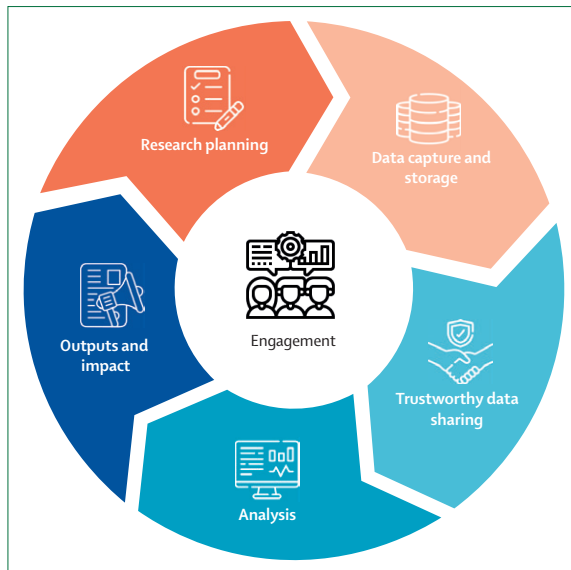 Research planning
Data capture and
storage
Trustworthy data
sharing
Analysis
Outputs and
impact
Engagement